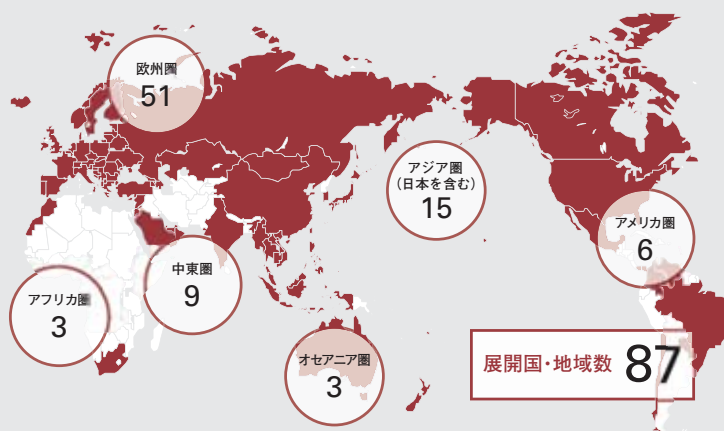 欧州圏
51
アジア圏
（日本を含む）
15
アメリカ圏
6
中東圏
9
アフリカ圏
3
オセアニア圏
3
展開国・地域数 87